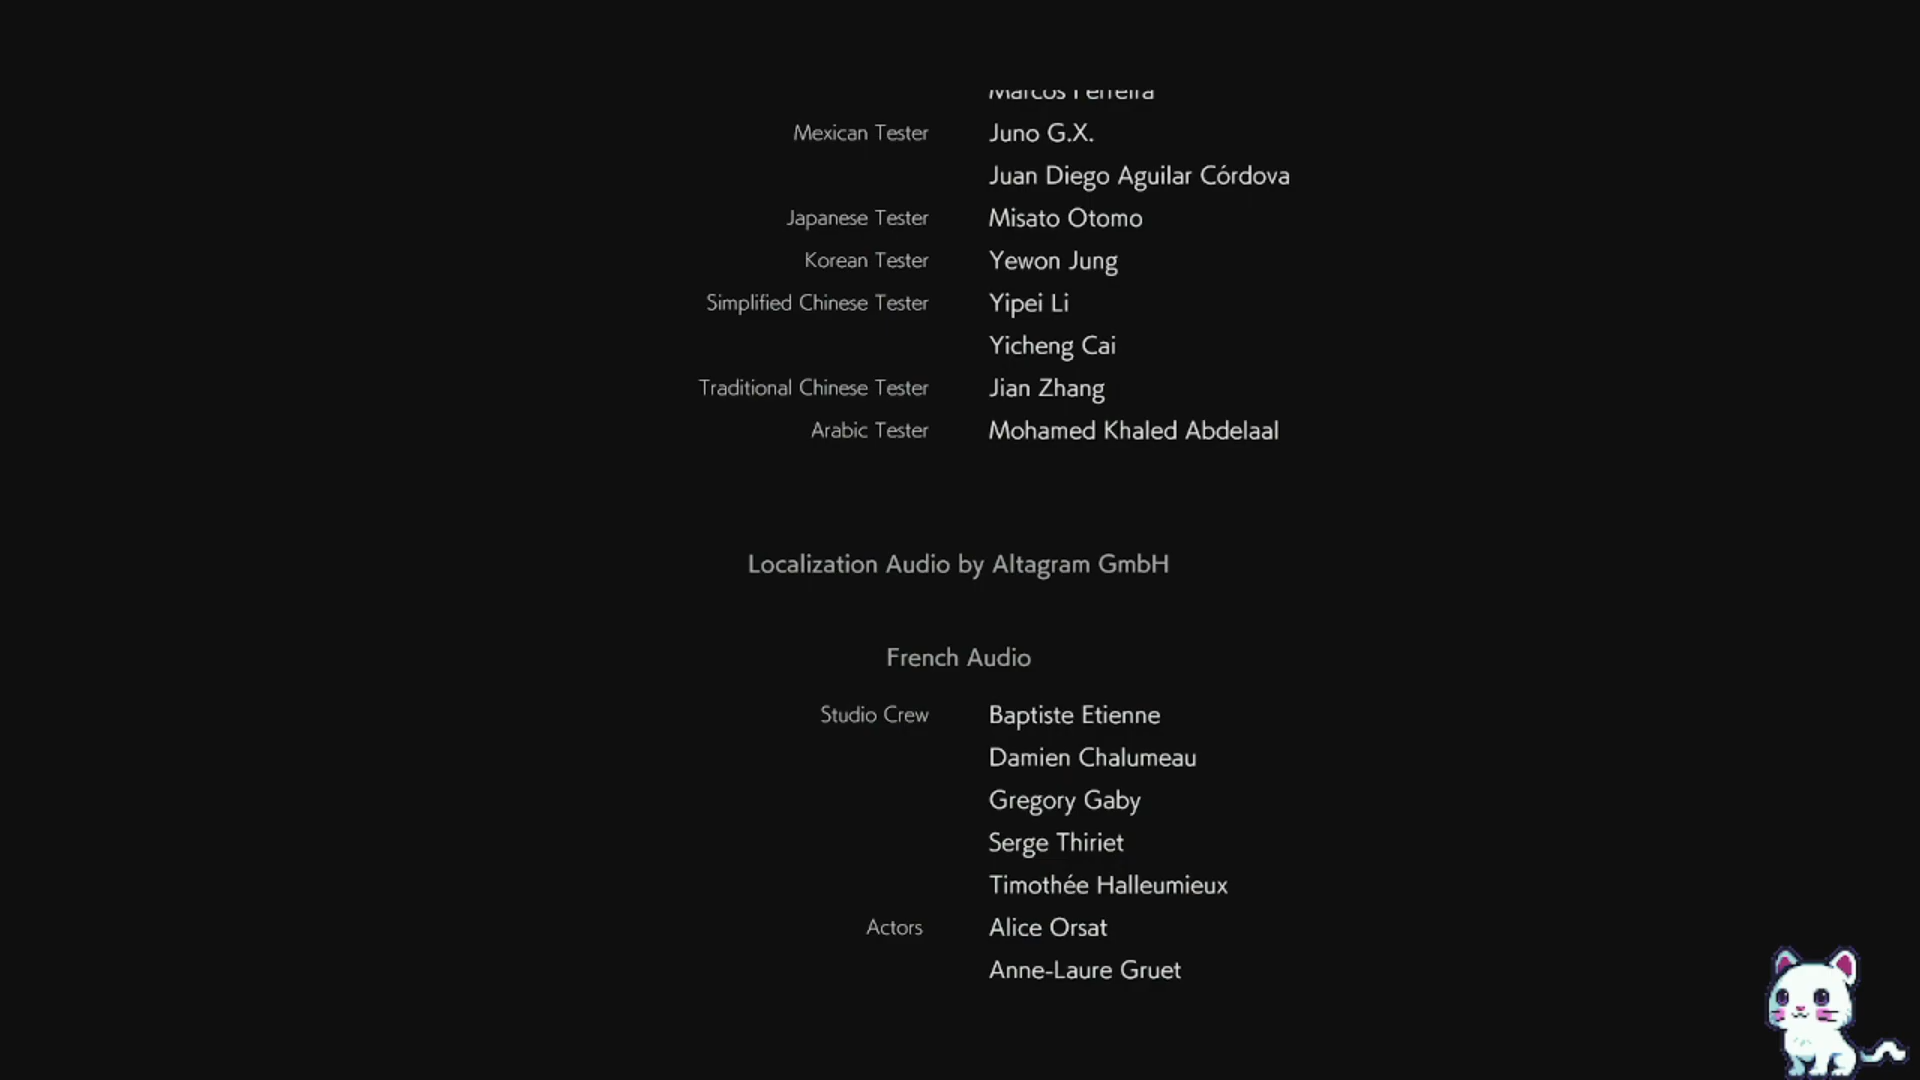 Marcos Ferreira
Mexican Tester Juno G.X.
Juan Diego Aguilar Córdova
Japanese Tester Misato Otomo
Korean Tester Yewon Jung
Simplified Chinese Tester Yipei Li
Yicheng Cai
Traditional Chinese Tester Jian Zhang
Arabic Tester Mohamed Khaled Abdelaal
Localization Audio by Altagram GmbH
French Audio
Studio Crew Baptiste Etienne
Damien Chalumeau
Gregory Gaby
Serge Thiriet
Timothée Halleumieux
Actors Alice Orsat
Anne-Laure Gruet